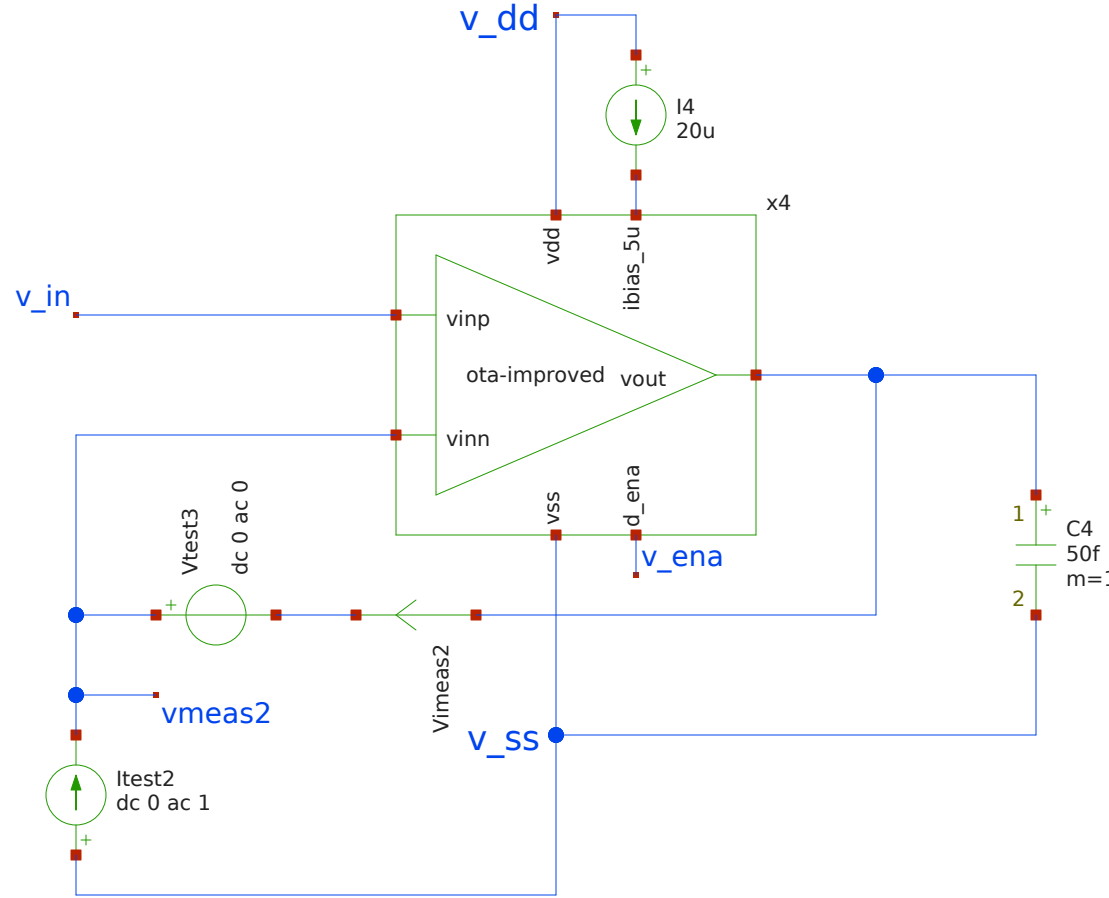 v_dd
+
I4
20u
x4
vdd
ibias_5u
v_in
vinp
ota-improved
vout
vinn
vss
d_ena
v_ena
1
+
C4
50f
2
Vtest3
dc 0 ac 0
+
Vimeas2
vmeas2
v_ss
Itest2
dc 0 ac 1
+